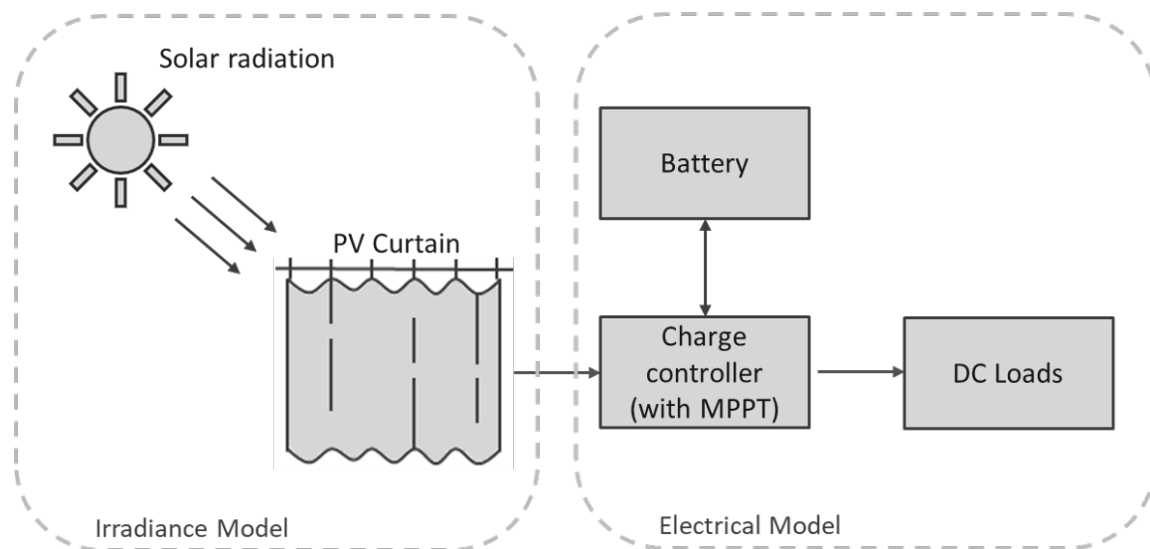 Solar radiation
PV Curtain
Irradiance Model
Battery
Charge
controller
(with MPPT)
DC Loads
Electrical Model